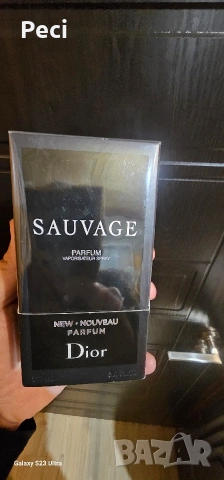 Peci
SAUVAGE
PARFUM
VAPORISATEUR SPRAY
NEW • NOUVEAU
PARFUM
Dior
BAZAR
Galaxy S23 Ultra